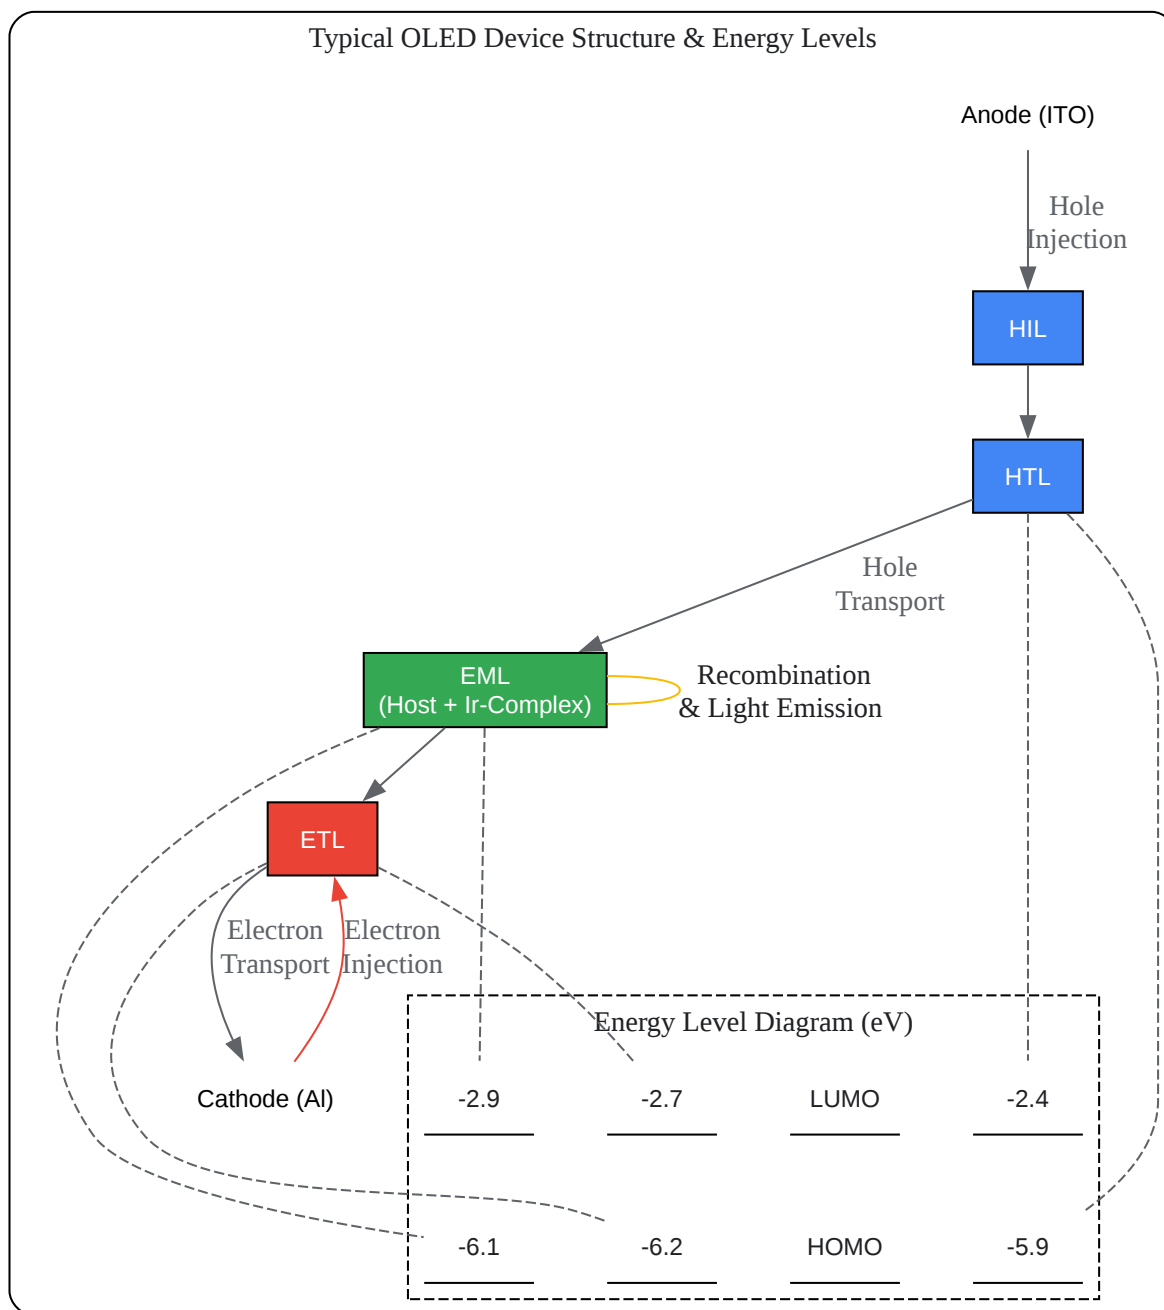 Typical OLED Device Structure & Energy Levels
Anode (ITO)
Hole
Injection
HIL
HTL
Hole
Transport
EML
(Host + Ir-Complex)
Recombination
& Light Emission
ETL
Electron
Transport
Electron
Injection
Energy Level Diagram (eV)
Cathode (Al)
-2.9
-2.7
LUMO
-2.4
-6.1
-6.2
HOMO
-5.9